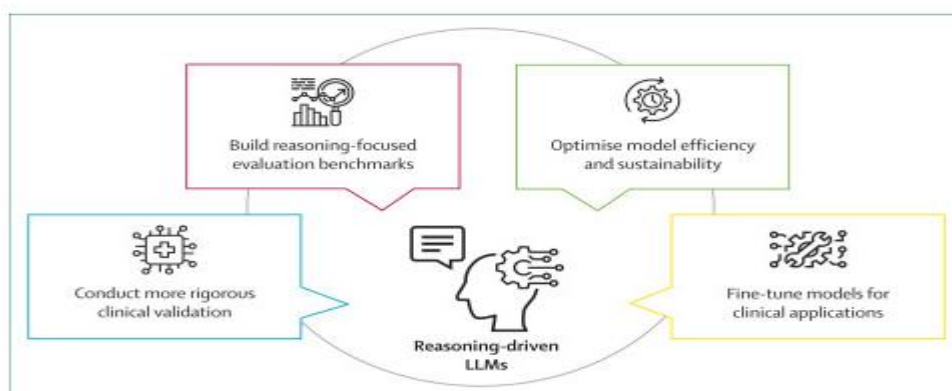 Build reasoning-focused
evaluation benchmarks
Optimise model efficiency
and sustainability
Conduct more rigorous
clinical validation
Fine-tune models for
clinical applications
Reasoning-driven
LLMs